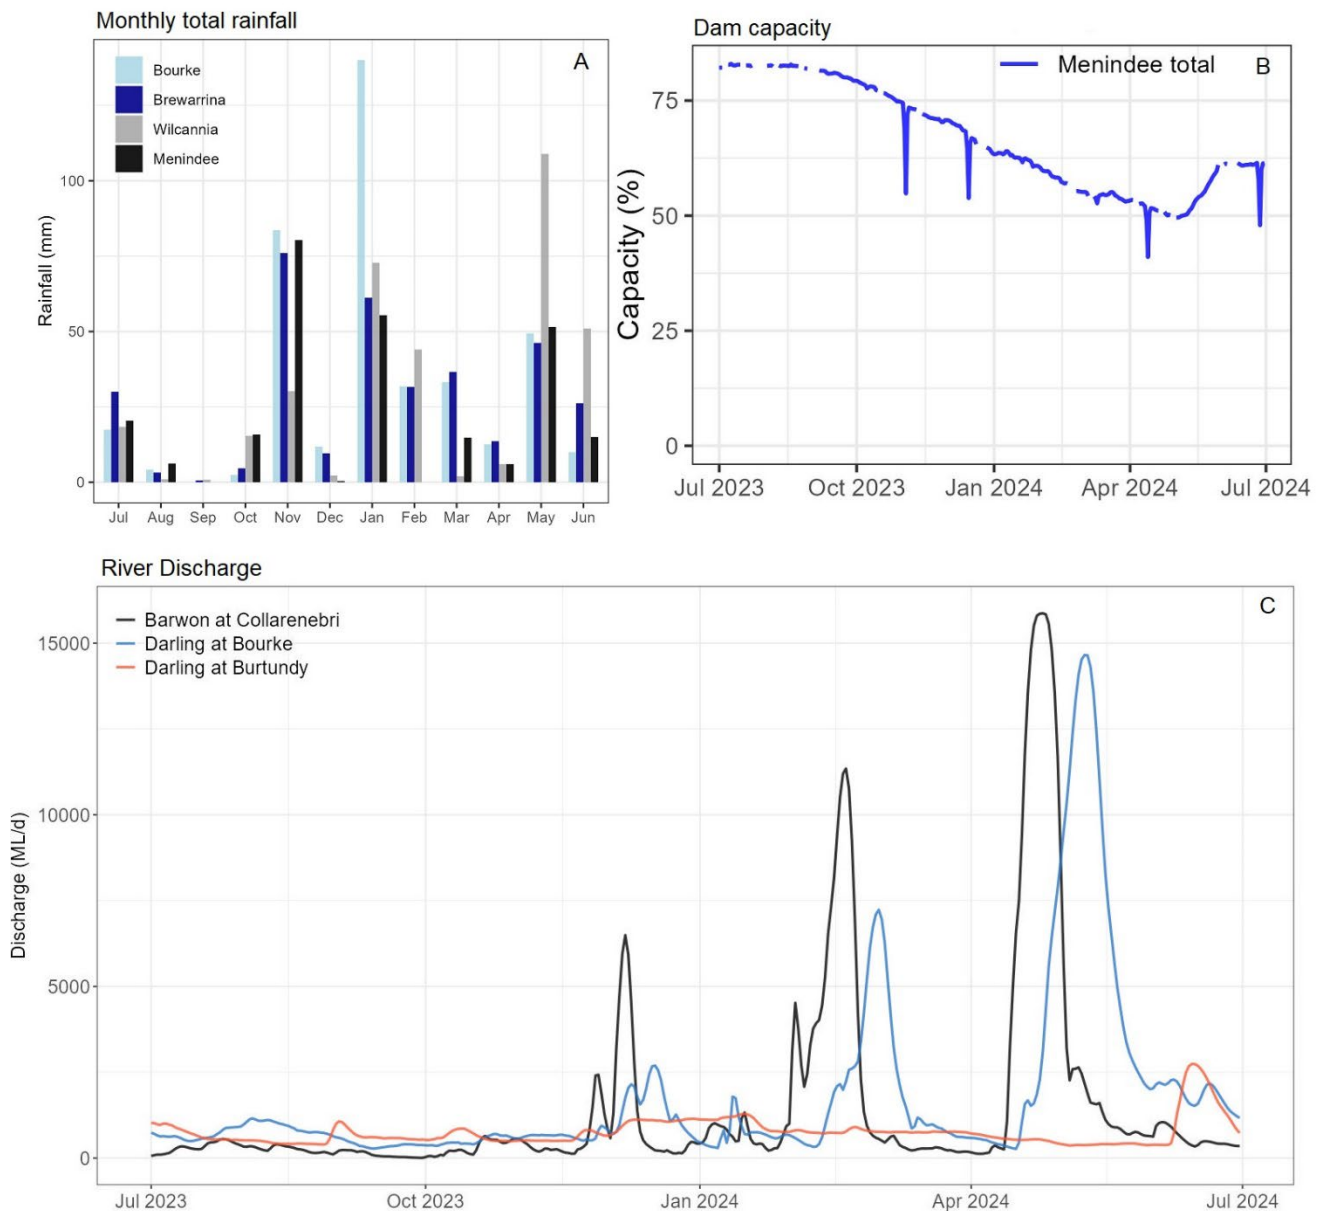 Monthly total rainfall
A
Bourke
Brewarrina
Wilcannia
Menindee
Rainfall (mm)
100
50
0
Jul Aug Sep Oct Nov Dec Jan Feb Mar Apr May Jun
Dam capacity
Menindee total
B
Capacity (%)
75
50
25
0
Jul 2023 Oct 2023 Jan 2024 Apr 2024 Jul 2024
River Discharge
C
Barwon at Collarenebri
Darling at Bourke
Darling at Burtundy
Discharge (ML/d)
15000
10000
5000
0
Jul 2023 Oct 2023 Jan 2024 Apr 2024 Jul 2024